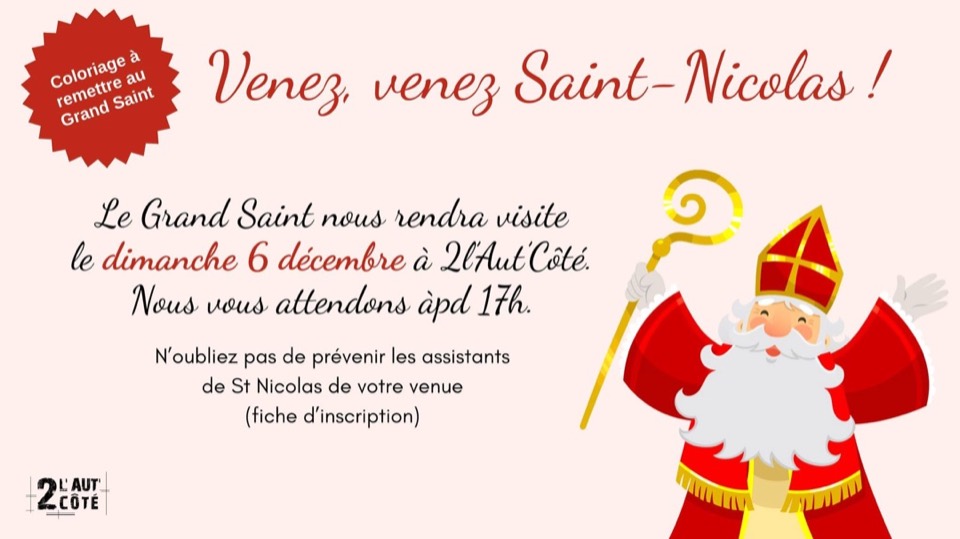 Coloriage à
remettre au
Grand Saint
Venez, venez Saint-Nicolas !
Le Grand Saint nous rendra visite
le dimanche 6 décembre à 2l'Aut'Côté.
Nous vous attendons àpd 17h.
N'oubliez pas de prévenir les assistants
de St Nicolas de votre venue
(fiche d'inscription)
2 L'AUT'
CÔTÉ